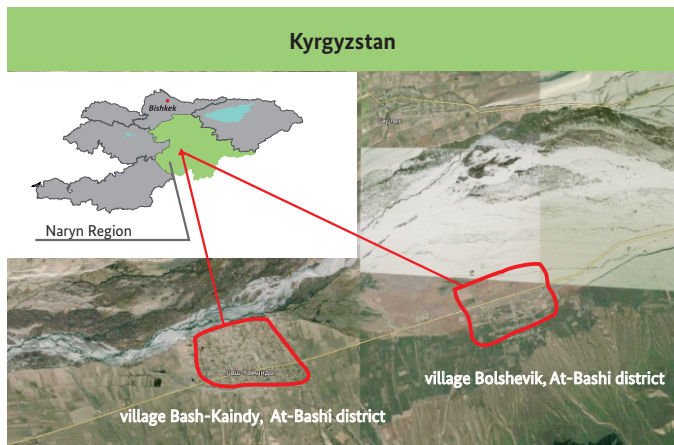 Kyrgyzstan
Bishkek
Naryn Region
village Bolshevik, At-Bashi district
village Bash-Kaindy, At-Bashi district